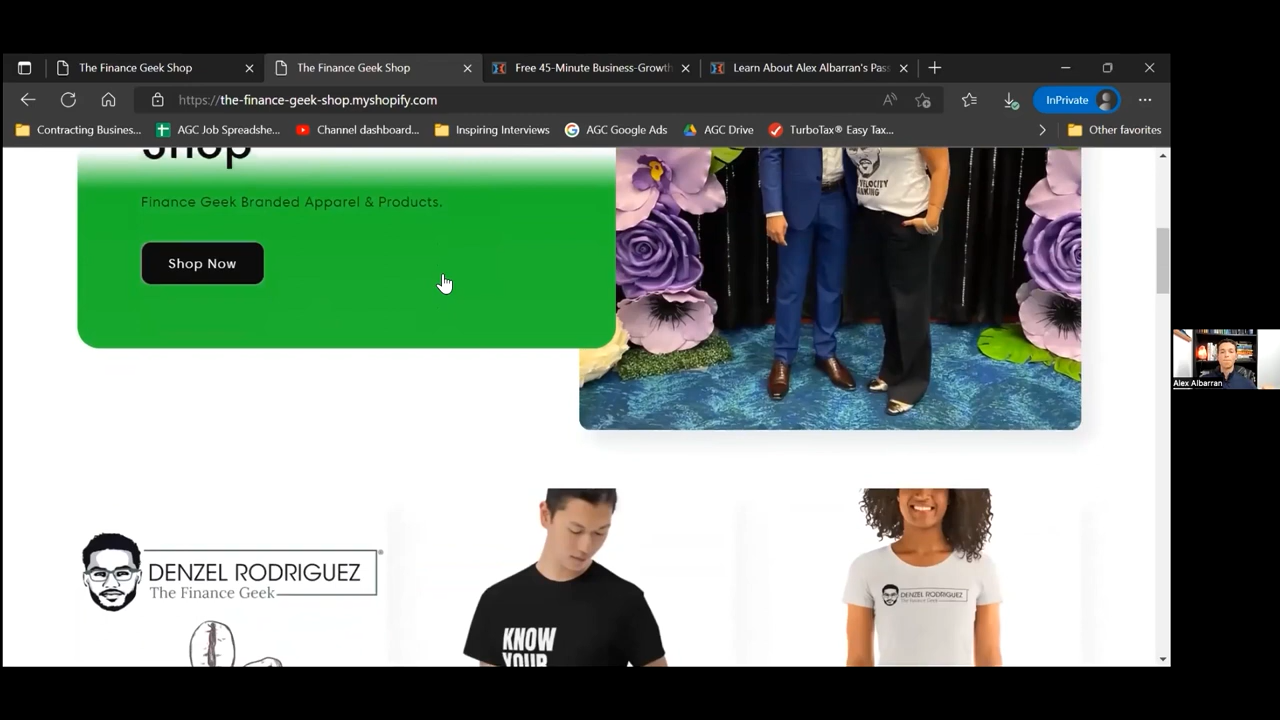 The Finance Geek Shop
The Finance Geek Shop
Free 45-Minute Business-Growth
Learn About Alex Albarran's Pas
https://the-finance-geek-shop.myshopify.com
InPrivate
Contracting Busines...
AGC Job Spreadshe...
Channel dashboard...
Inspiring Interviews
AGC Google Ads
AGC Drive
TurboTax® Easy Tax...
Other favorites
Shop
Finance Geek Branded Apparel & Products.
Shop Now
VELOCITY
BANKING
Alex Albarran
DENZEL RODRIGUEZ
The Finance Geek
KNOW
YOUR
DENZEL RODRIGUEZ
The Finance Geek